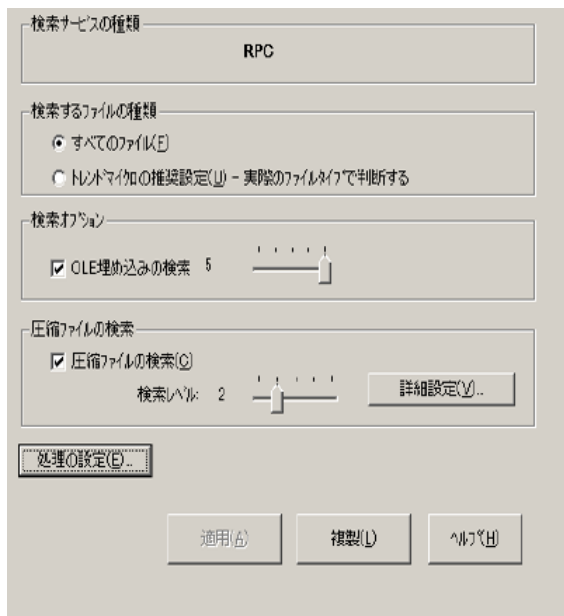 検索サービスの種類
RPC
検索するファイルの種類
すべてのファイル(F)
トレンドマイクロの推奨設定(U) - 実際のファイルタイプで判断する
検索オプション
OLE埋め込みの検索 5
圧縮ファイルの検索
圧縮ファイルの検索(C)
検索レベル: 2
詳細設定(V)...
処理の設定(E)...
適用(A)
複製(L)
ヘルプ(H)